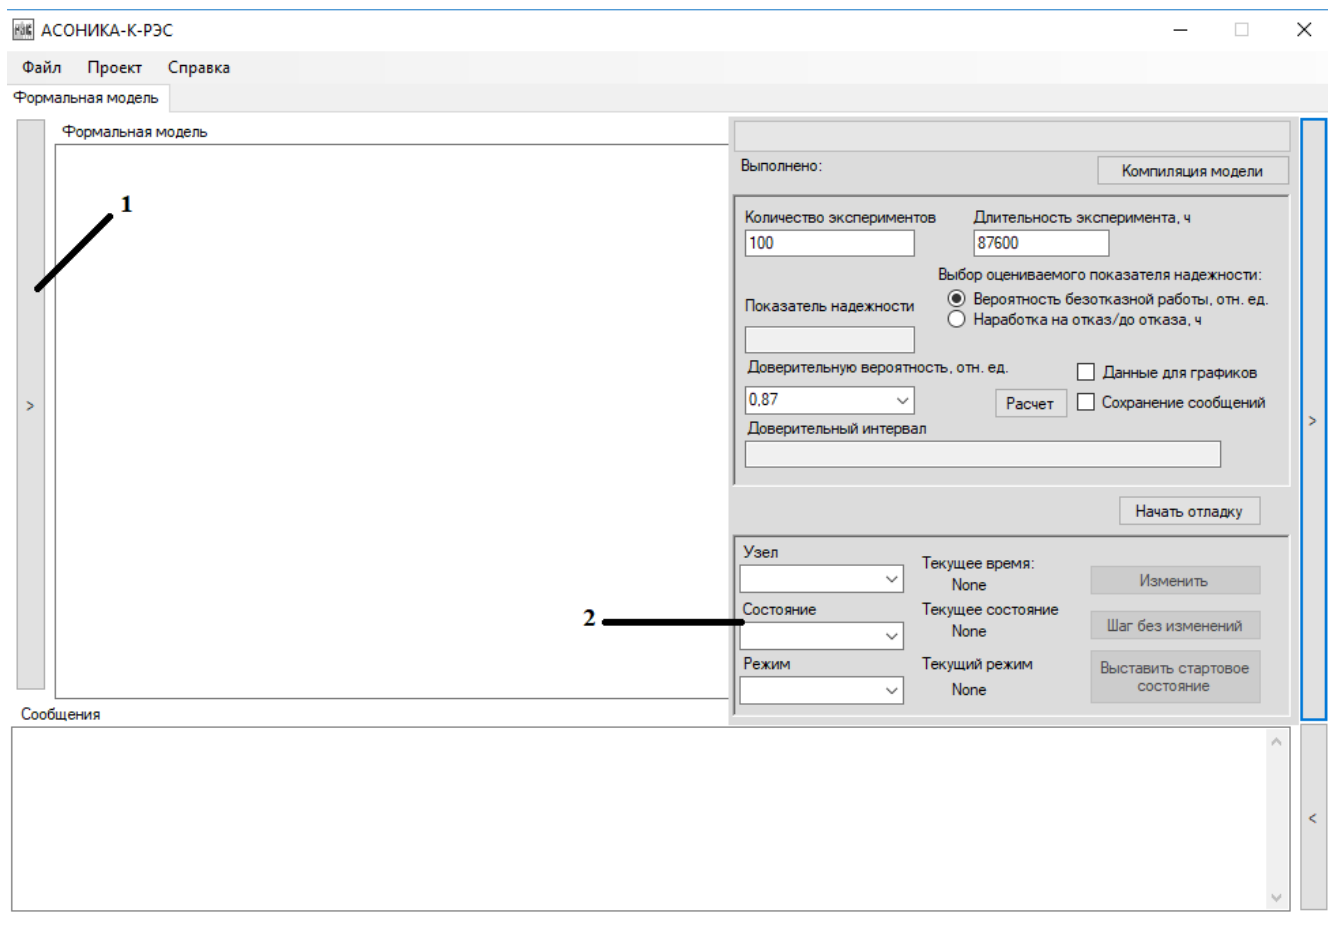 АСОНИКА-К-РЭС
Файл Проект Справка
Формальная модель
Формальная модель
Выполнено:
Компиляция модели
1
Количество экспериментов Длительность эксперимента, ч
100 87600
Выбор оцениваемого показателя надежности:
Вероятность безотказной работы, отн. ед.
Показатель надежности
Наработка на отказ/до отказа, ч
Доверительную вероятность, отн. ед.
Данные для графиков
0,87
Расчет
Сохранение сообщений
>
>
Доверительный интервал
Начать отладку
Узел
Текущее время:
None
Изменить
2
Состояние
Текущее состояние
None
Шаг без изменений
Режим
Текущий режим
None
Выставить стартовое
состояние
Сообщения
<